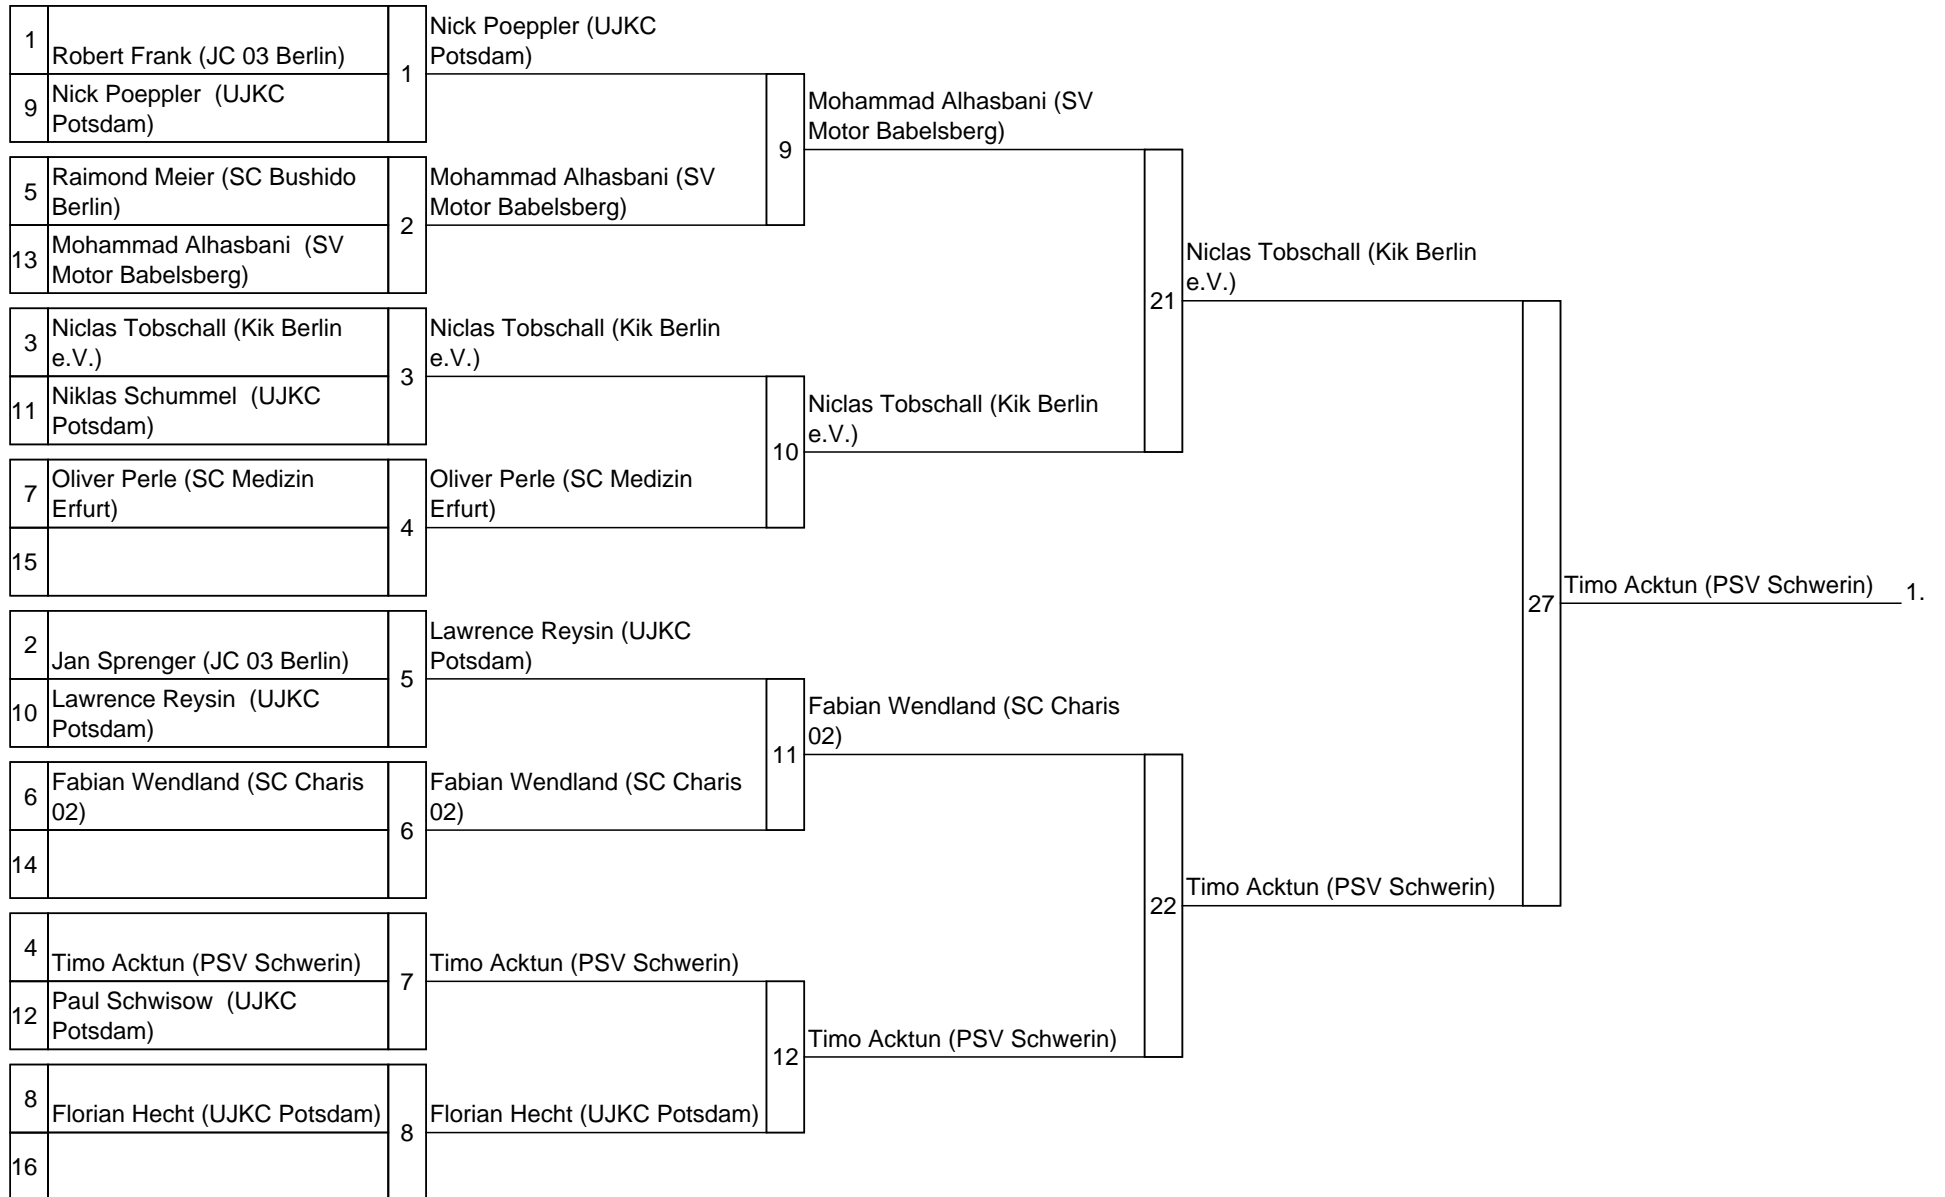 1
Robert Frank (JC 03 Berlin)
9
Nick Poeppler  (UJKC
Potsdam)
1
Nick Poeppler (UJKC
Potsdam)
5
Raimond Meier (SC Bushido
Berlin)
13
Mohammad Alhasbani  (SV
Motor Babelsberg)
2
Mohammad Alhasbani (SV
Motor Babelsberg)
9
Mohammad Alhasbani (SV
Motor Babelsberg)
3
Niclas Tobschall (Kik Berlin
e.V.)
11
Niklas Schummel  (UJKC
Potsdam)
3
Niclas Tobschall (Kik Berlin
e.V.)
7
Oliver Perle (SC Medizin
Erfurt)
15
4
Oliver Perle (SC Medizin
Erfurt)
10
Niclas Tobschall (Kik Berlin
e.V.)
21
Niclas Tobschall (Kik Berlin
e.V.)
2
Jan Sprenger (JC 03 Berlin)
10
Lawrence Reysin  (UJKC
Potsdam)
5
Lawrence Reysin (UJKC
Potsdam)
6
Fabian Wendland (SC Charis
02)
14
6
Fabian Wendland (SC Charis
02)
11
Fabian Wendland (SC Charis
02)
4
Timo Acktun (PSV Schwerin)
12
Paul Schwisow  (UJKC
Potsdam)
7
Timo Acktun (PSV Schwerin)
8
Florian Hecht (UJKC Potsdam)
16
8
Florian Hecht (UJKC Potsdam)
12
Timo Acktun (PSV Schwerin)
22
Timo Acktun (PSV Schwerin)
27
Timo Acktun (PSV Schwerin)
1.